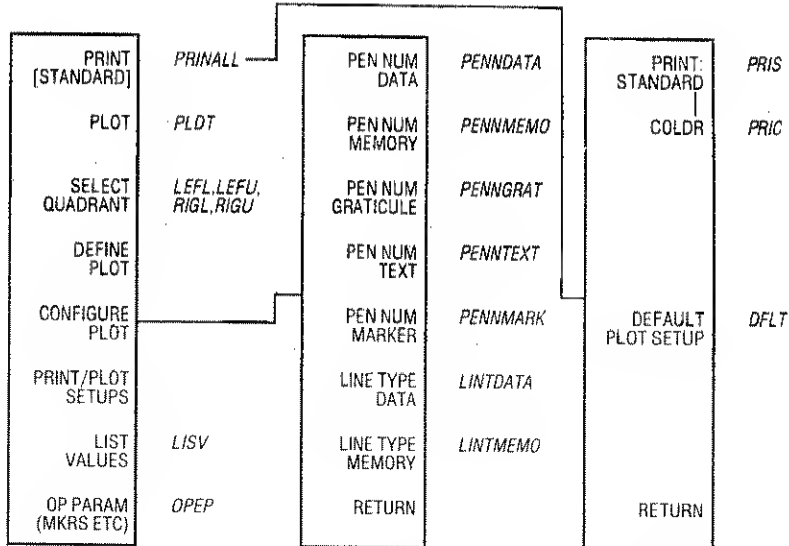 PRINT
[STANDARD]
PRINALL
PLOT
PLDT
SELECT
QUADRANT
LEFL,LEFU,
RIGL,RIGU
DEFINE
PLOT
CONFIGURE
PLOT
PRINT/PLOT
SETUPS
LIST
VALUES
LISV
OP PARAM
(MKRS ETC)
OPEP
PEN NUM
DATA
PENNDATA
PEN NUM
MEMORY
PENNMEMO
PEN NUM
GRATICULE
PENNGRAT
PEN NUM
TEXT
PENNTEXT
PEN NUM
MARKER
PENNMARK
LINE TYPE
DATA
LINTDATA
LINE TYPE
MEMORY
LINTMEMO
RETURN
PRINT:
STANDARD
PRIS
COLDR
PRIC
DEFAULT
PLOT SETUP
DFLT
RETURN